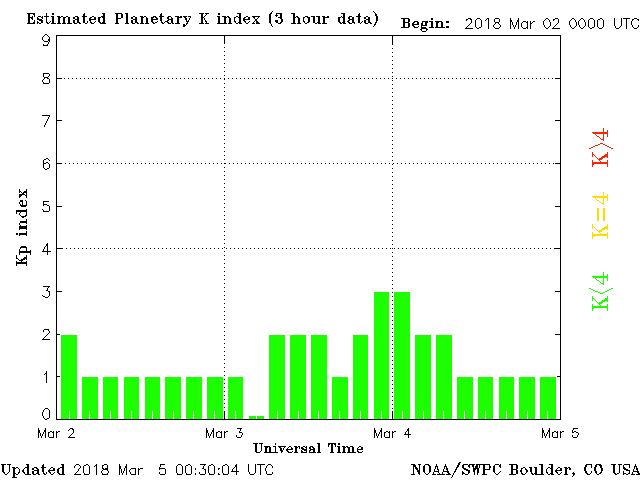 Estimated Planetary K index (3 hour data) Begin: 2018 Mar 02 0000 UTC
9
8
7
6
5
4
3
2
1
0
Kp index
K>4
K=4
K<4
Mar 2 Mar 3 Mar 4 Mar 5
Universal Time
Updated 2018 Mar 5 00:30:04 UTC NOAA/SWPC Boulder, CO USA